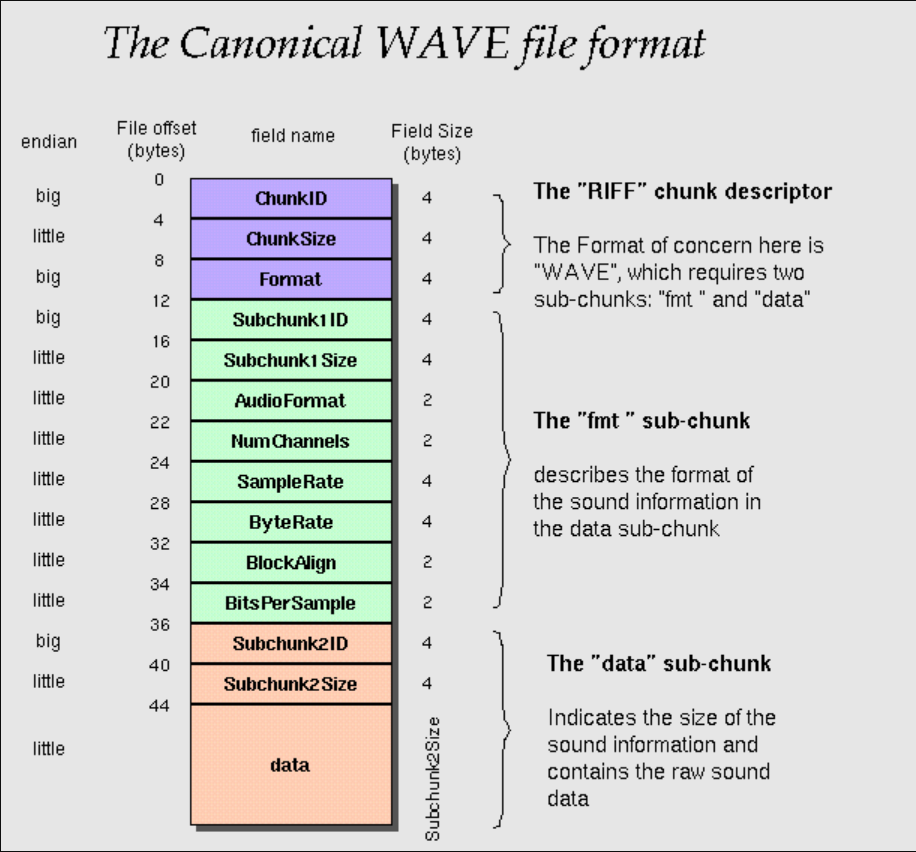 The Canonical WAVE file format
endian
File offset
(bytes)
field name
Field Size
(bytes)
0
big
ChunkID
4
4
little
ChunkSize
4
8
big
Format
4
12
big
Subchunk1ID
4
16
little
Subchunk1Size
4
20
little
AudioFormat
2
22
little
NumChannels
2
24
little
SampleRate
4
28
little
ByteRate
4
32
little
BlockAlign
2
34
little
BitsPerSample
2
36
big
Subchunk2ID
4
40
little
Subchunk2Size
4
44
little
data
Subchunk2Size
The "RIFF" chunk descriptor
The Format of concern here is
"WAVE", which requires two
sub-chunks: "fmt " and "data"
The "fmt " sub-chunk
describes the format of
the sound information in
the data sub-chunk
The "data" sub-chunk
Indicates the size of the
sound information and
contains the raw sound
data